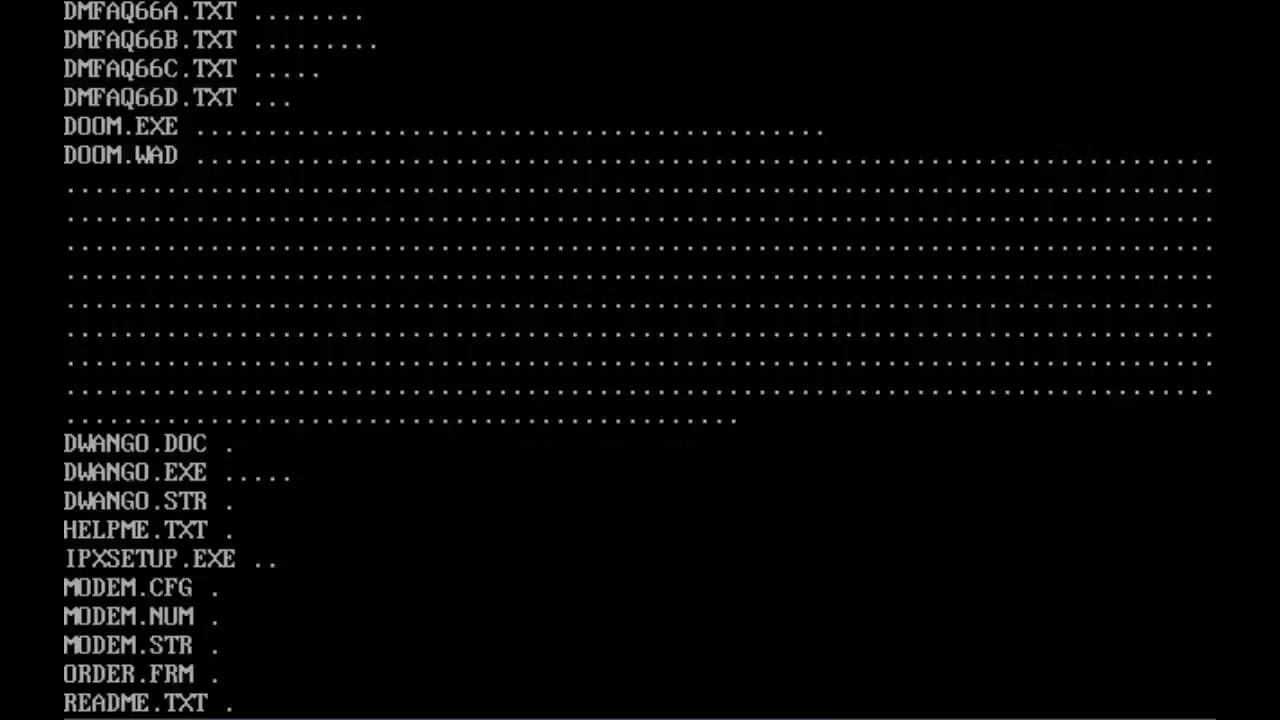 DMFAQ66A.TXT ........
DMFAQ66B.TXT .........
DMFAQ66C.TXT .....
DMFAQ66D.TXT ...
DOOM.EXE ............................................
DOOM.WAD .......................................................................
................................................................................
................................................................................
................................................................................
................................................................................
................................................................................
................................................................................
................................................................................
................................................................................
...............................................
DWANGO.DOC .
DWANGO.EXE .....
DWANGO.STR .
HELPME.TXT .
IPXSETUP.EXE ..
MODEM.CFG .
MODEM.NUM .
MODEM.STR .
ORDER.FRM .
README.TXT .